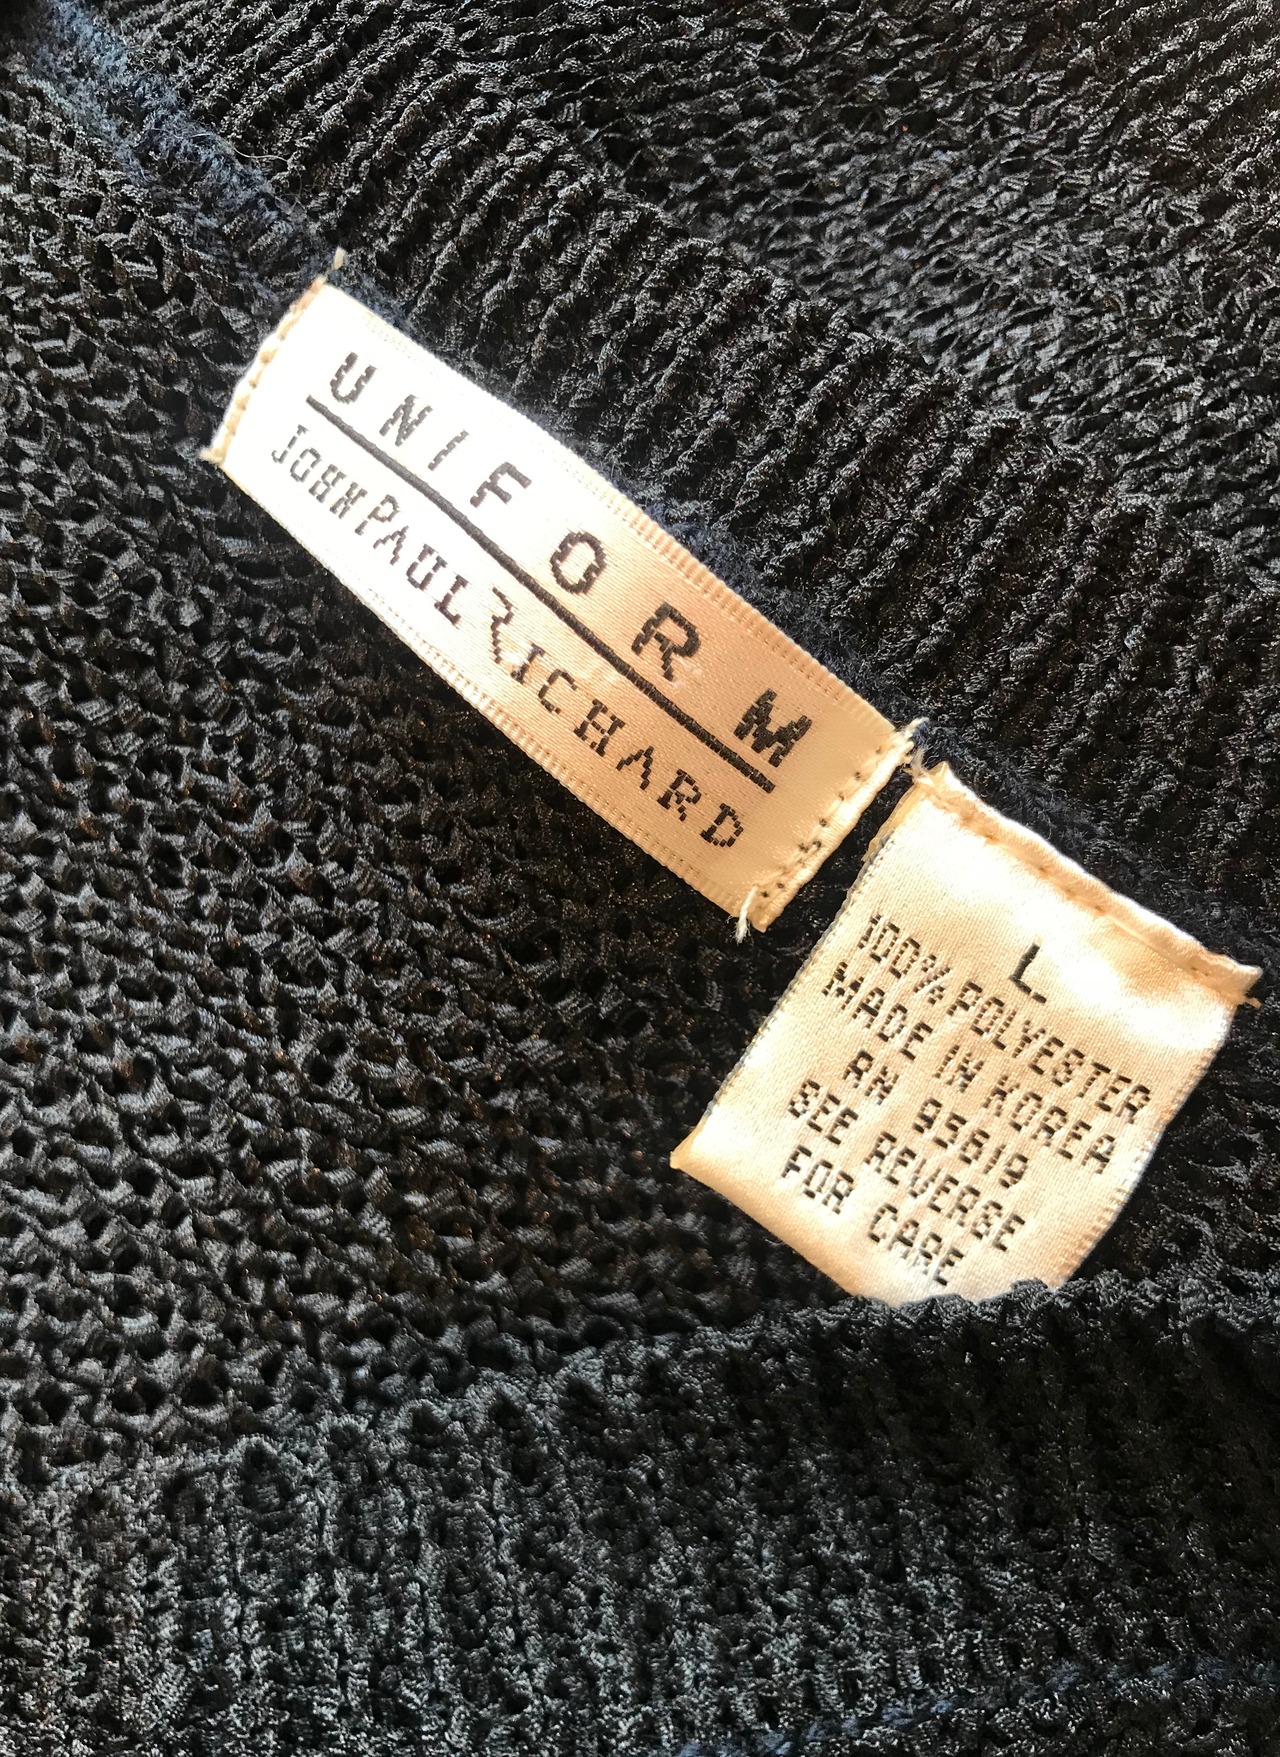 UNIFORM
JOHN PAUL RICHARD
L
100% POLYESTER
MADE IN KOREA
RN 95619
SEE REVERSE
FOR CARE